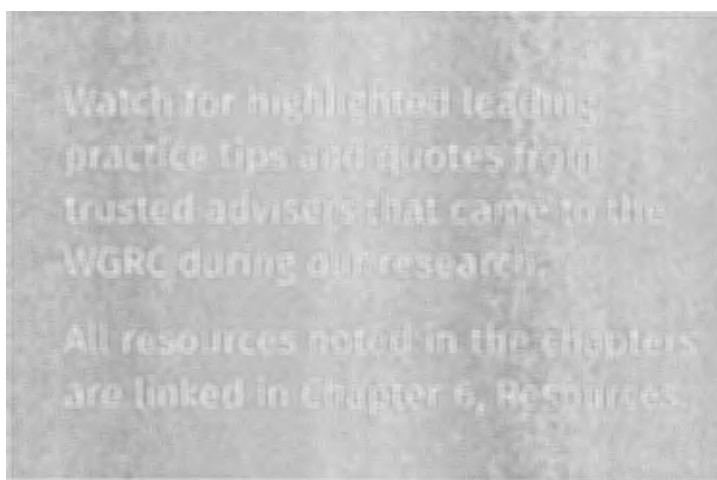 Watch for highlighted leading
practice tips and quotes from
trusted advisers that came to the
WGRC during our research.
All resources noted in the chapters
are linked in Chapter 6, Resources.